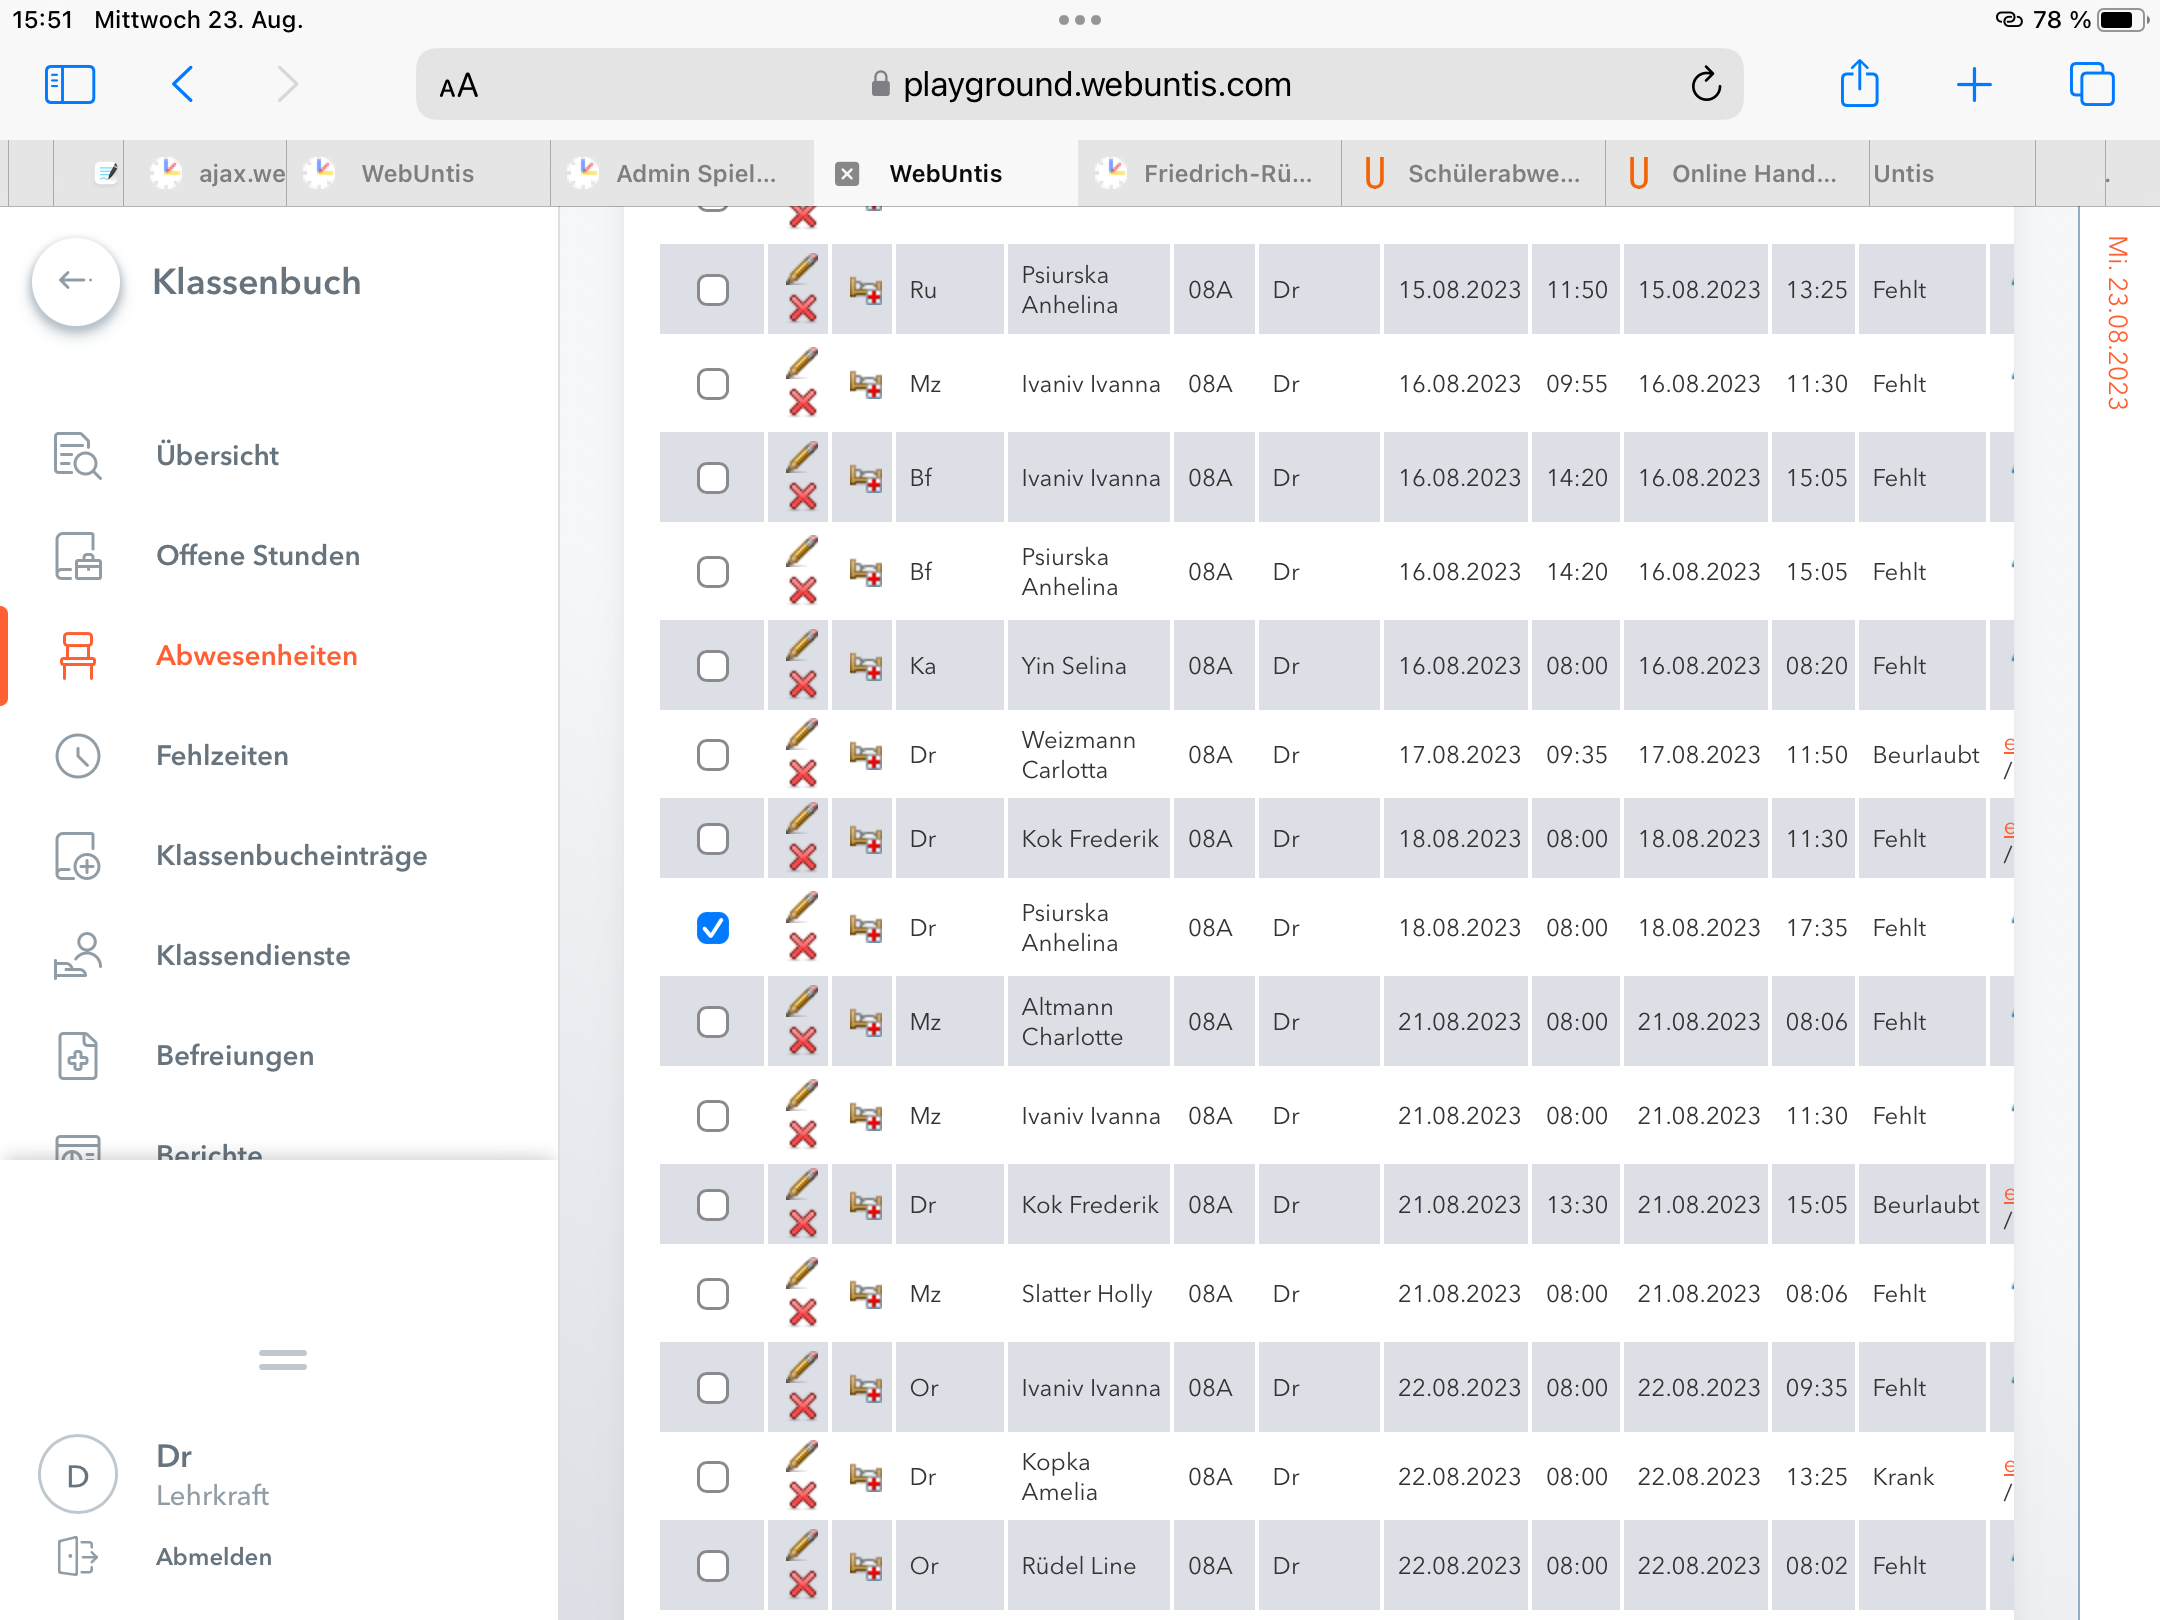 15:51 Mittwoch 23. Aug.
78 %
AA playground.webuntis.com
ajax.we WebUntis Admin Spiel... WebUntis Friedrich-Rü... Schülerabwe... Online Hand... Untis
Klassenbuch
Übersicht
Offene Stunden
Abwesenheiten
Fehlzeiten
Klassenbucheinträge
Klassendienste
Befreiungen
Berichte
D
Dr
Lehrkraft
Abmelden
Ru Psiurska Anhelina 08A Dr 15.08.2023 11:50 15.08.2023 13:25 Fehlt
Mz Ivaniv Ivanna 08A Dr 16.08.2023 09:55 16.08.2023 11:30 Fehlt
Bf Ivaniv Ivanna 08A Dr 16.08.2023 14:20 16.08.2023 15:05 Fehlt
Bf Psiurska Anhelina 08A Dr 16.08.2023 14:20 16.08.2023 15:05 Fehlt
Ka Yin Selina 08A Dr 16.08.2023 08:00 16.08.2023 08:20 Fehlt
Dr Weizmann Carlotta 08A Dr 17.08.2023 09:35 17.08.2023 11:50 Beurlaubt e /
Dr Kok Frederik 08A Dr 18.08.2023 08:00 18.08.2023 11:30 Fehlt e /
Dr Psiurska Anhelina 08A Dr 18.08.2023 08:00 18.08.2023 17:35 Fehlt
Mz Altmann Charlotte 08A Dr 21.08.2023 08:00 21.08.2023 08:06 Fehlt
Mz Ivaniv Ivanna 08A Dr 21.08.2023 08:00 21.08.2023 11:30 Fehlt
Dr Kok Frederik 08A Dr 21.08.2023 13:30 21.08.2023 15:05 Beurlaubt e /
Mz Slatter Holly 08A Dr 21.08.2023 08:00 21.08.2023 08:06 Fehlt
Or Ivaniv Ivanna 08A Dr 22.08.2023 08:00 22.08.2023 09:35 Fehlt
Dr Kopka Amelia 08A Dr 22.08.2023 08:00 22.08.2023 13:25 Krank e /
Or Rüdel Line 08A Dr 22.08.2023 08:00 22.08.2023 08:02 Fehlt
Mi. 23.08.2023